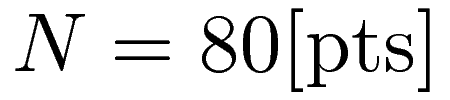 N = 80[pts]